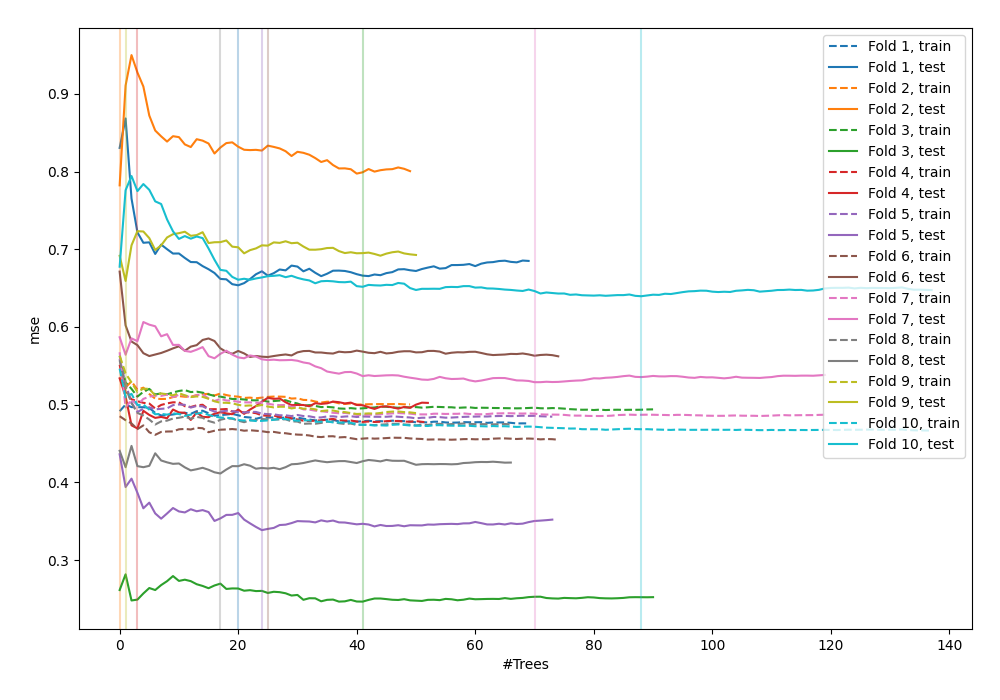 0.9
0.8
0.7
0.6
0.5
0.4
0.3
mse
0
20
40
60
80
100
120
140
#Trees
Fold 1, train
Fold 1, test
Fold 2, train
Fold 2, test
Fold 3, train
Fold 3, test
Fold 4, train
Fold 4, test
Fold 5, train
Fold 5, test
Fold 6, train
Fold 6, test
Fold 7, train
Fold 7, test
Fold 8, train
Fold 8, test
Fold 9, train
Fold 9, test
Fold 10, train
Fold 10, test